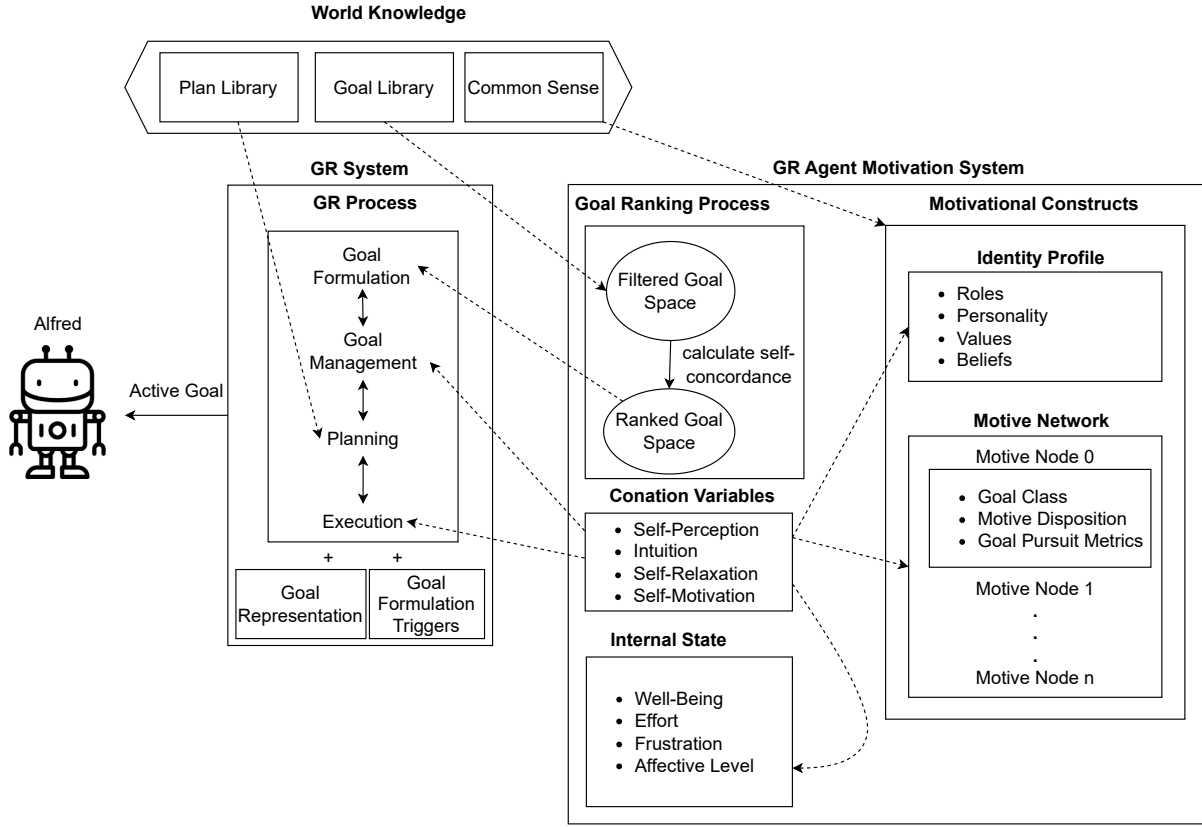 World Knowledge
Plan Library
Goal Library
Common Sense
GR System
GR Process
Goal
Formulation
Goal
Management
Planning
Execution
+ +
Goal
Representation
Goal
Formulation
Triggers
Alfred
Active Goal
GR Agent Motivation System
Goal Ranking Process
Filtered Goal
Space
calculate self-
concordance
Ranked Goal
Space
Conation Variables
• Self-Perception
• Intuition
• Self-Relaxation
• Self-Motivation
Internal State
• Well-Being
• Effort
• Frustration
• Affective Level
Motivational Constructs
Identity Profile
• Roles
• Personality
• Values
• Beliefs
Motive Network
Motive Node 0
• Goal Class
• Motive Disposition
• Goal Pursuit Metrics
Motive Node 1
.
.
.
Motive Node n